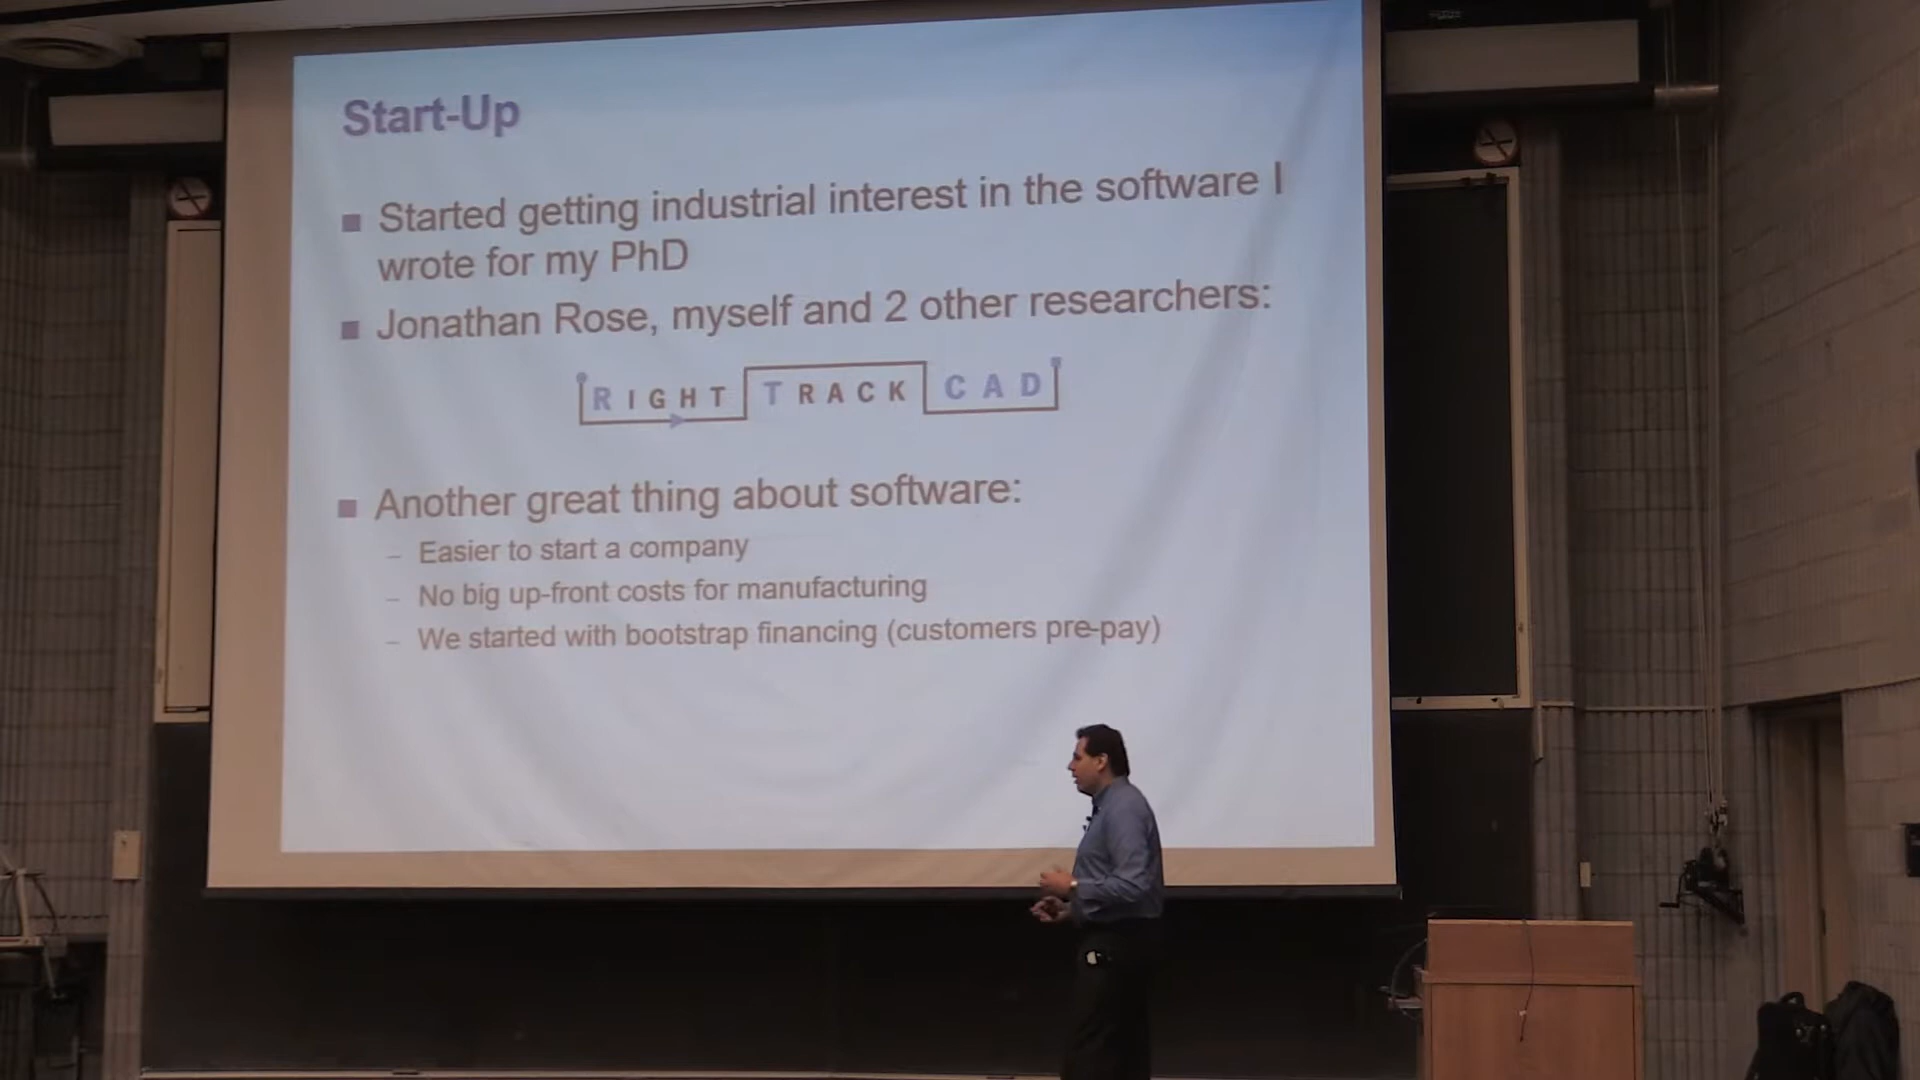 Start-Up
Started getting industrial interest in the software I
wrote for my PhD
Jonathan Rose, myself and 2 other researchers:
RIGHT TRACK CAD
Another great thing about software:
– Easier to start a company
– No big up-front costs for manufacturing
– We started with bootstrap financing (customers pre-pay)